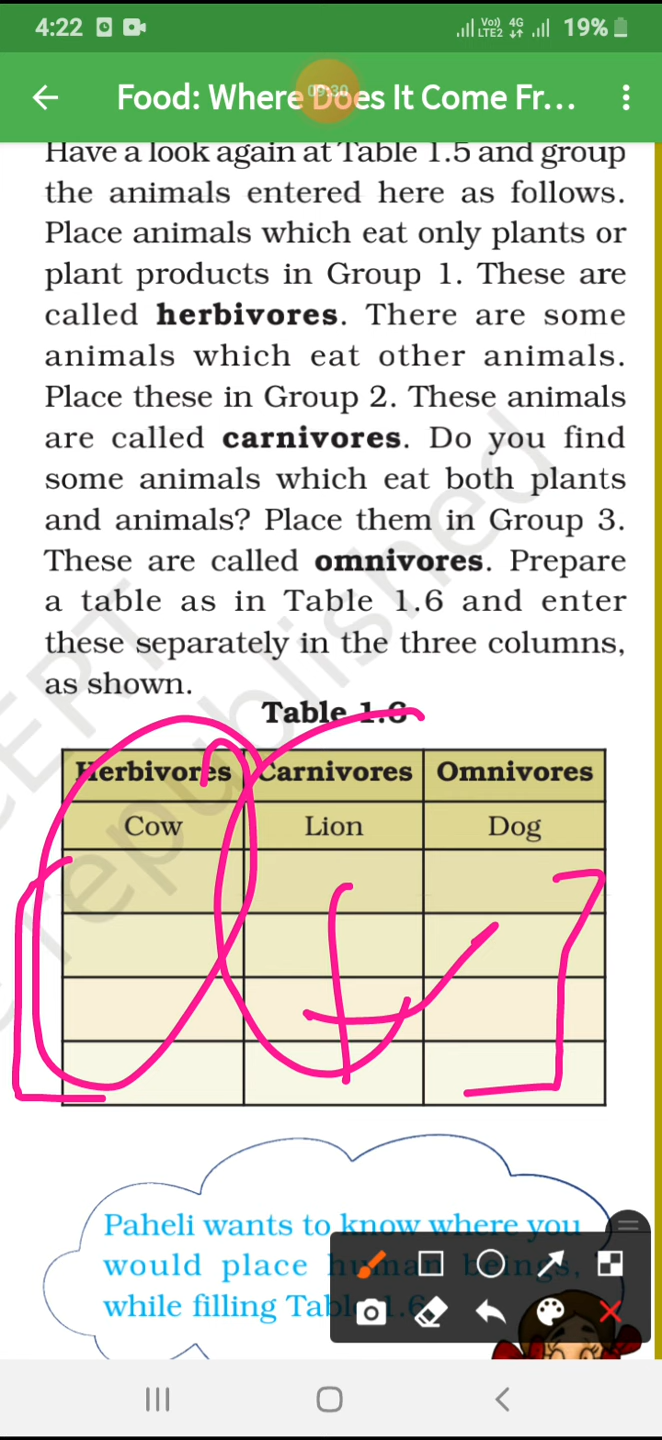 4:22
Vo))
LTE2
4G
19%
Food: Where Does It Come Fr...
09:30
Have a look again at Table 1.5 and group
the animals entered here as follows.
Place animals which eat only plants or
plant products in Group 1. These are
called herbivores. There are some
animals which eat other animals.
Place these in Group 2. These animals
are called carnivores. Do you find
some animals which eat both plants
and animals? Place them in Group 3.
These are called omnivores. Prepare
a table as in Table 1.6 and enter
these separately in the three columns,
as shown.
Table 1.6
Herbivores Carnivores Omnivores
Cow Lion Dog
Paheli wants to know where you
would place human beings,
while filling Table 1.6
republished